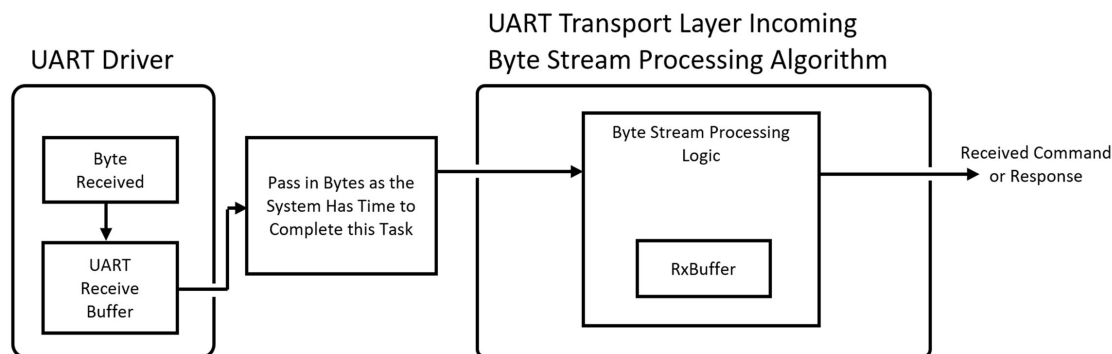 UART Driver
Byte
Received
UART
Receive
Buffer
Pass in Bytes as the
System Has Time to
Complete this Task
UART Transport Layer Incoming
Byte Stream Processing Algorithm
Byte Stream Processing
Logic
RxBuffer
Received Command
or Response